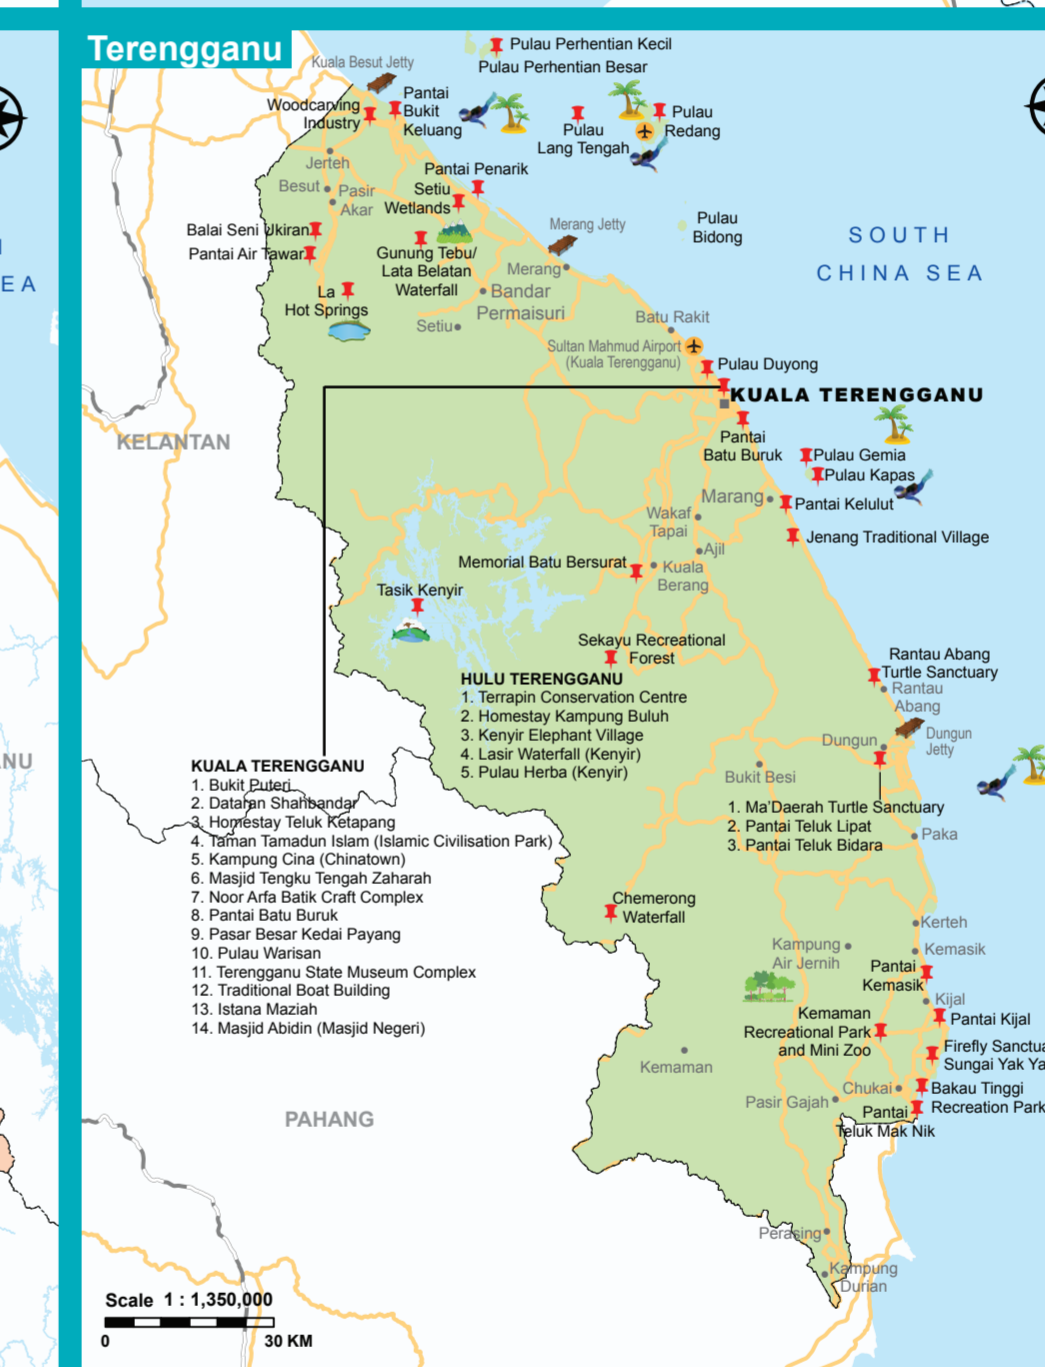 Terengganu
Kuala Besut Jetty
Pulau Perhentian Kecil
Pulau Perhentian Besar
Woodcarving
Industry
Pantai
Bukit
Keluang
Pulau
Lang Tengah
Pulau
Redang
Jerteh
Besut
Pasir
Akar
Pantai Penarik
Setiu
Wetlands
Balai Seni Ukiran
Pantai Air Tawar
Gunung Tebu/
Lata Belatan
Waterfall
Merang Jetty
Pulau
Bidong
SOUTH
CHINA SEA
EA
La
Hot Springs
Merang
Bandar
Permaisuri
Setiu
Batu Rakit
Sultan Mahmud Airport
(Kuala Terengganu)
Pulau Duyong
KUALA TERENGGANU
KELANTAN
Pantai
Batu Buruk
Pulau Gemia
Pulau Kapas
Marang
Pantai Kelulut
Wakaf
Tapai
Jenang Traditional Village
Ajil
Memorial Batu Bersurat
Kuala
Berang
Tasik Kenyir
Sekayu Recreational
Forest
Rantau Abang
Turtle Sanctuary
Rantau
Abang
HULU TERENGGANU
1. Terrapin Conservation Centre
2. Homestay Kampung Buluh
3. Kenyir Elephant Village
4. Lasir Waterfall (Kenyir)
5. Pulau Herba (Kenyir)
Dungun
Dungun
Jetty
NU
Bukit Besi
KUALA TERENGGANU
1. Bukit Puteri
2. Dataran Shahbandar
3. Homestay Teluk Ketapang
4. Taman Tamadun Islam (Islamic Civilisation Park)
5. Kampung Cina (Chinatown)
6. Masjid Tengku Tengah Zaharah
7. Noor Arfa Batik Craft Complex
8. Pantai Batu Buruk
9. Pasar Besar Kedai Payang
10. Pulau Warisan
11. Terengganu State Museum Complex
12. Traditional Boat Building
13. Istana Maziah
14. Masjid Abidin (Masjid Negeri)
1. Ma'Daerah Turtle Sanctuary
2. Pantai Teluk Lipat
3. Pantai Teluk Bidara
Paka
Chemerong
Waterfall
Kerteh
Kampung
Air Jernih
Kemasik
Pantai
Kemasik
Kijal
Pantai Kijal
Kemaman
Recreational Park
and Mini Zoo
Firefly Sanctua
Sungai Yak Ya
Kemaman
Chukai
Bakau Tinggi
Recreation Park
Pasir Gajah
Pantai
Teluk Mak Nik
PAHANG
Perasing
Kampung
Durian
Scale 1 : 1,350,000
0 30 KM